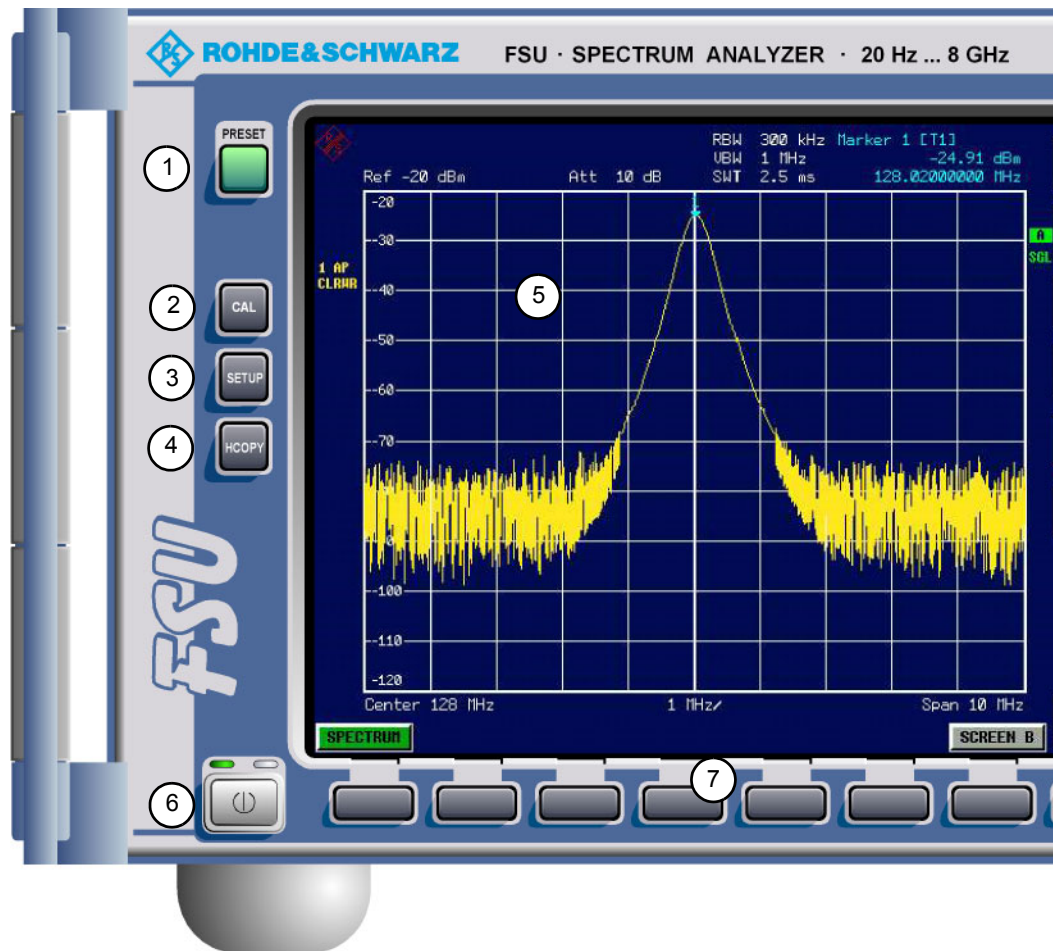 ROHDE&SCHWARZ FSU · SPECTRUM ANALYZER · 20 Hz ... 8 GHz
PRESET
1
RBW 300 kHz Marker 1 [T1]
VBW 1 MHz -24.91 dBm
Ref -20 dBm Att 10 dB SWT 2.5 ms 128.02000000 MHz
-20
A
-30
SGL
1 AP
CLRWR
-40
5
2
CAL
-50
3
SETUP
-60
4
HCOPY
-70
-100
-110
-120
FSU
Center 128 MHz 1 MHz/ Span 10 MHz
SPECTRUM
SCREEN B
6
7